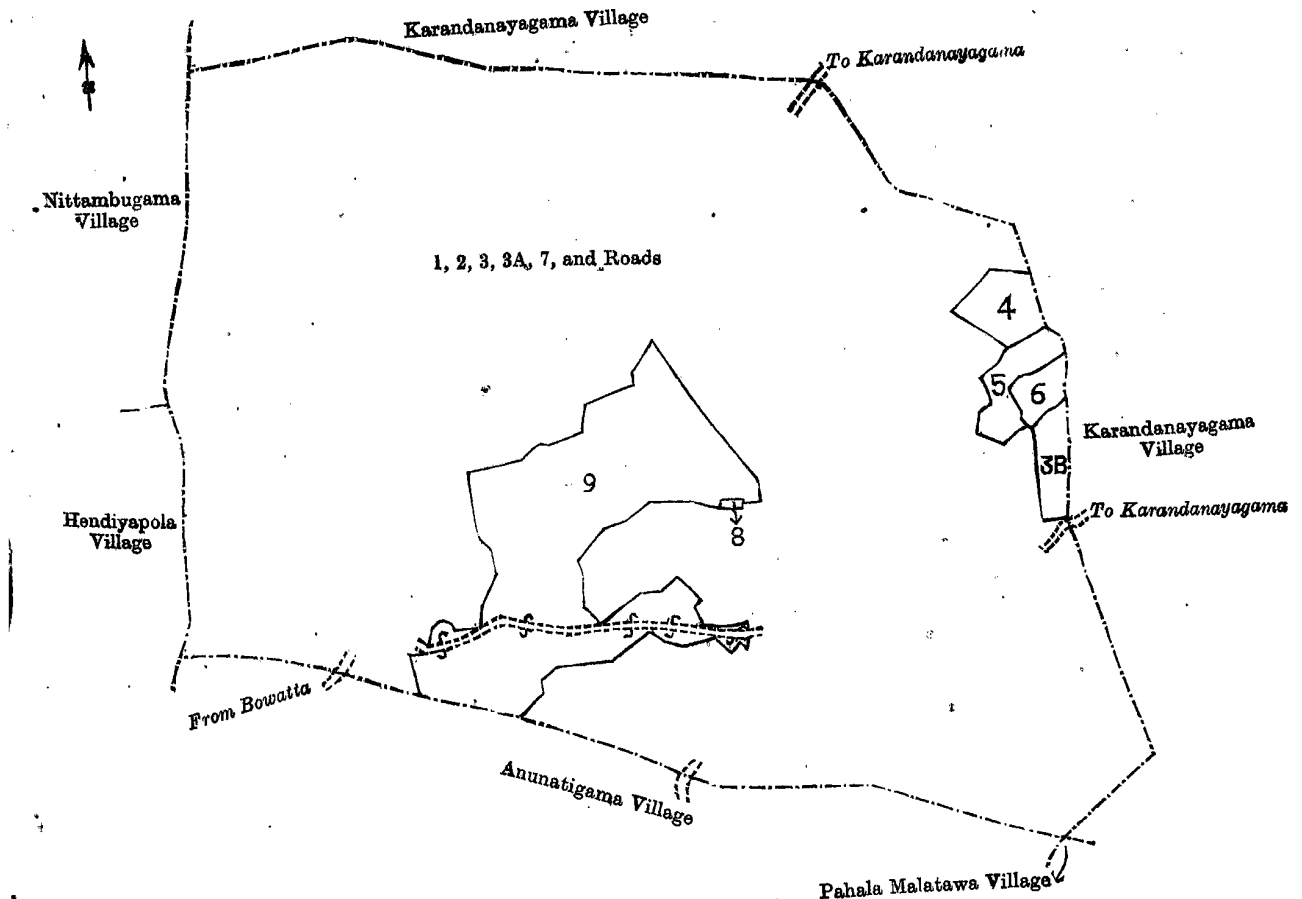 Karandanayagama Village
To Karandanayagama
Nittambugama
Village
1, 2, 3, 3A, 7, and Roads
4
5
6
Karandanayagama
Village
3B
9
To Karandanayagama
Hendiyapola
Village
8
From Bowatta
Anunatigama Village
Pahala Malatawa Village